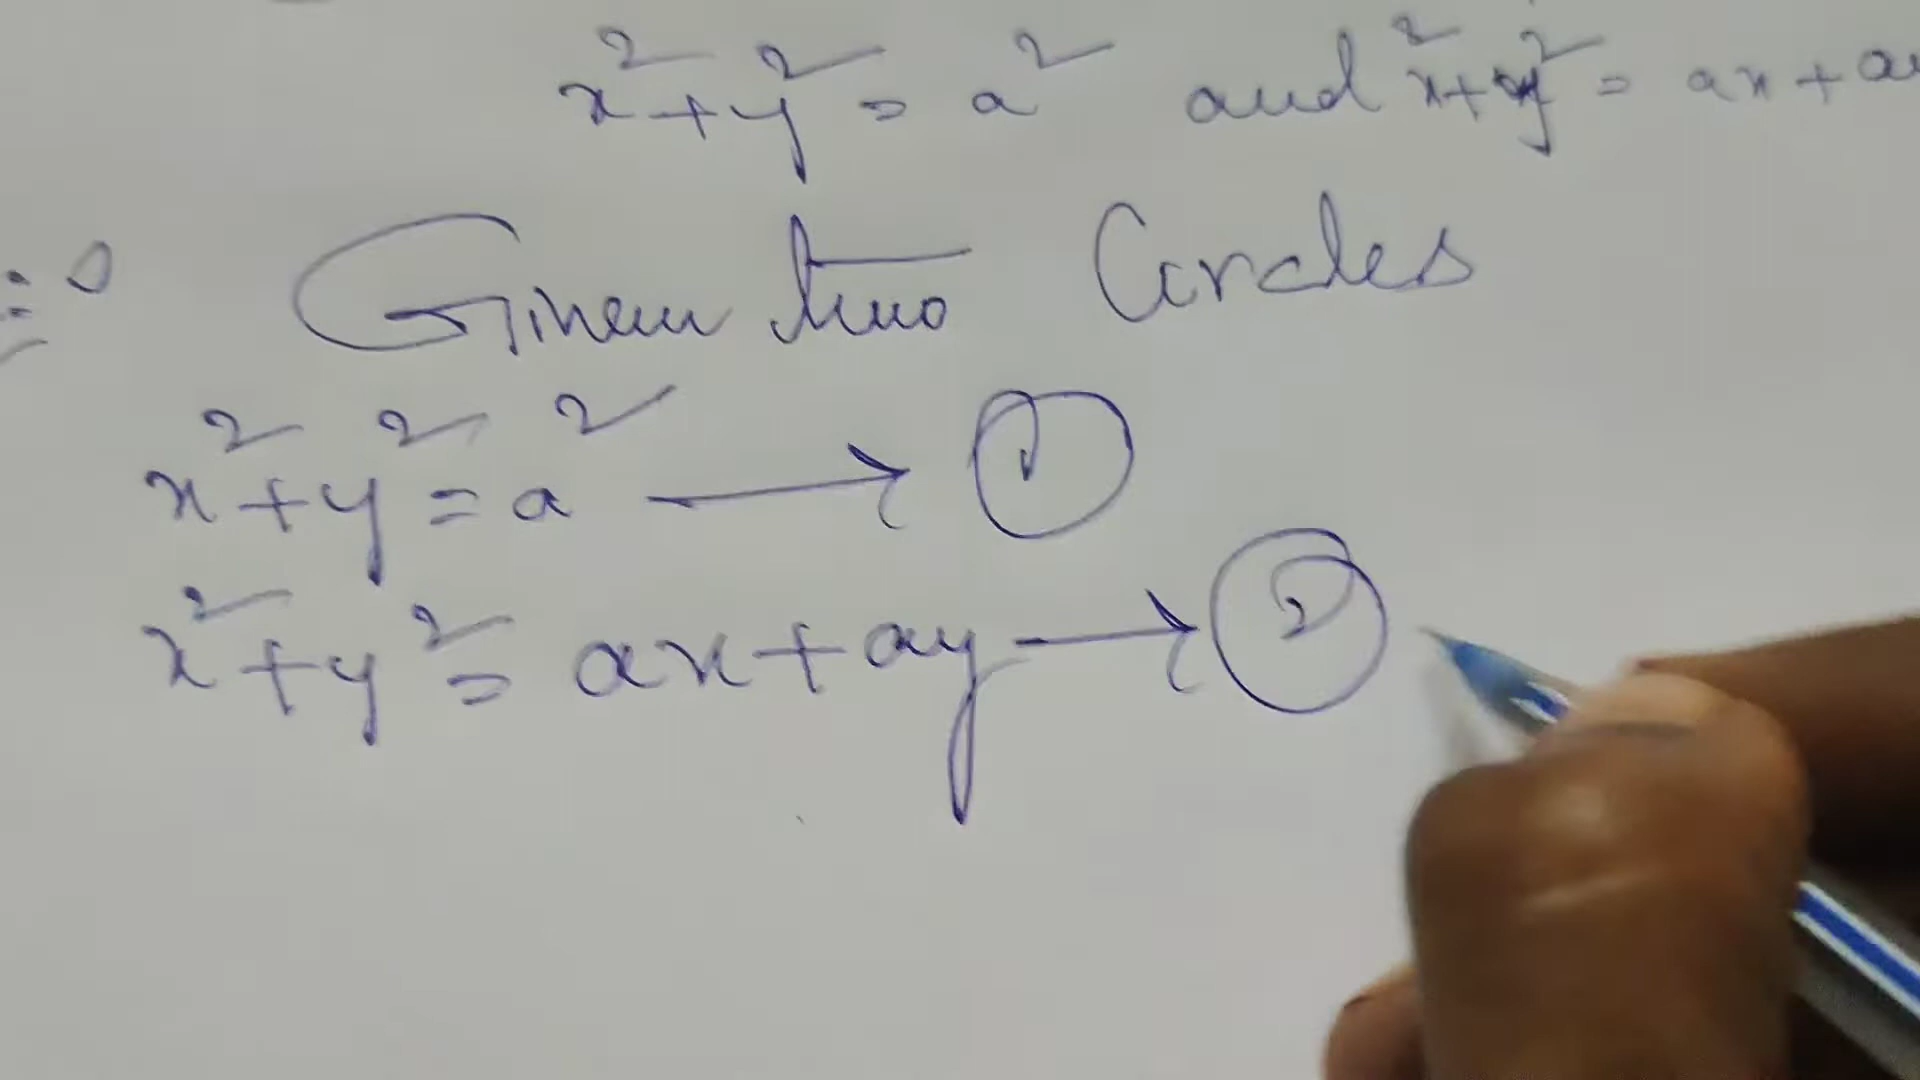 x² + y² = a² and x² + y² = ax + ay
Given two Circles
x² + y² = a² → ①
x² + y² = ax + ay → ②